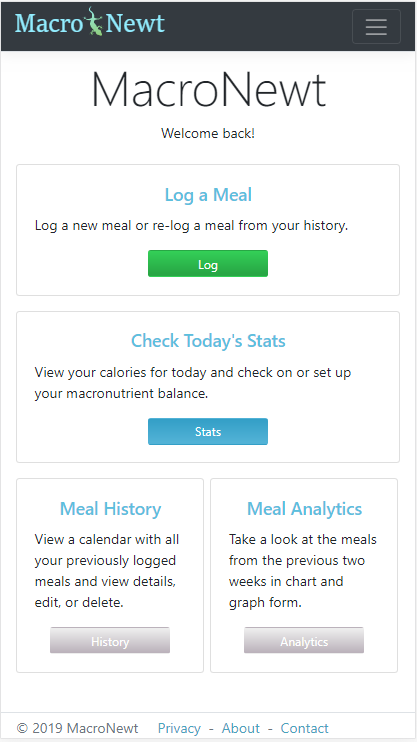 Macro Newt
MacroNewt
Welcome back!
Log a Meal
Log a new meal or re-log a meal from your history.
Log
Check Today's Stats
View your calories for today and check on or set up
your macronutrient balance.
Stats
Meal History
View a calendar with all
your previously logged
meals and view details,
edit, or delete.
History
Meal Analytics
Take a look at the meals
from the previous two
weeks in chart and
graph form.
Analytics
© 2019 MacroNewt Privacy - About - Contact